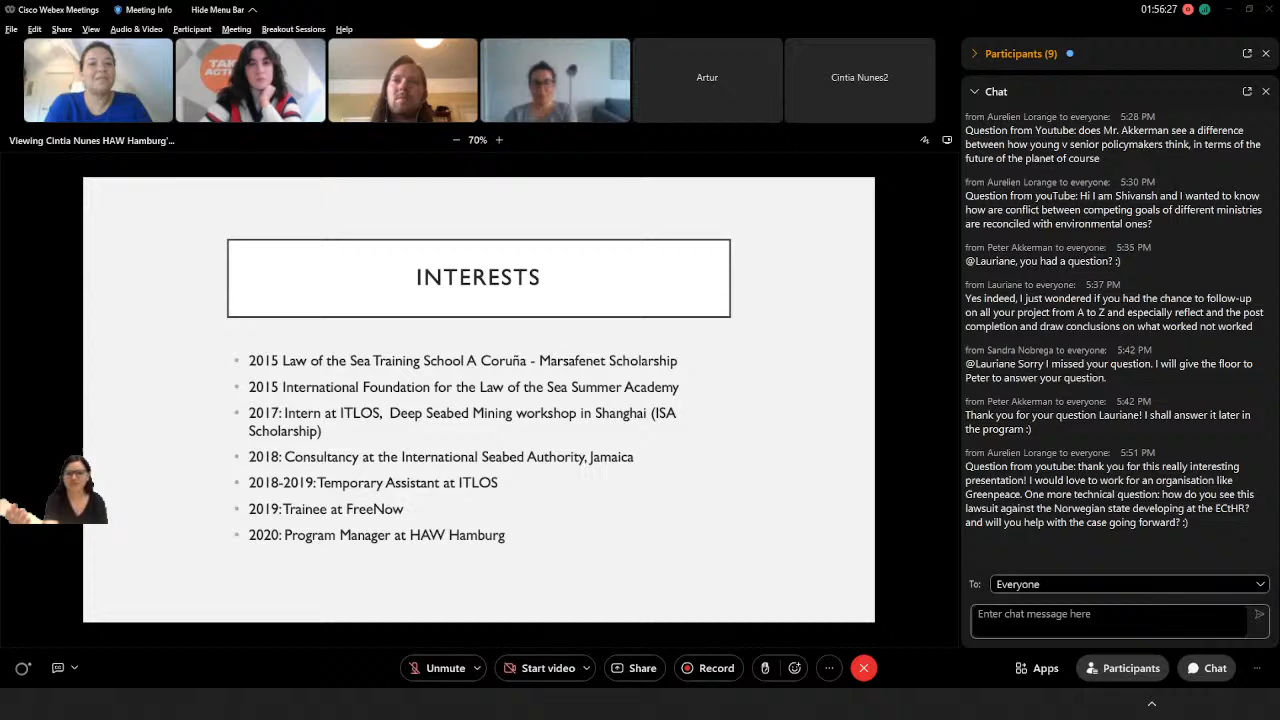 Cisco Webex Meetings
Meeting Info
Hide Menu Bar
01:56:27
File Edit Share View Audio & Video Participant Meeting Breakout Sessions Help
TAKE
ACTION
Artur
Cintia Nunes2
Viewing Cintia Nunes HAW Hamburg'...
70%
INTERESTS
2015 Law of the Sea Training School A Coruña - Marsafenet Scholarship
2015 International Foundation for the Law of the Sea Summer Academy
2017: Intern at ITLOS, Deep Seabed Mining workshop in Shanghai (ISA
Scholarship)
2018: Consultancy at the International Seabed Authority, Jamaica
2018-2019: Temporary Assistant at ITLOS
2019: Trainee at FreeNow
2020: Program Manager at HAW Hamburg
Participants (9)
Chat
from Aurelien Lorange to everyone: 5:28 PM
Question from Youtube: does Mr. Akkerman see a difference
between how young v senior policymakers think, in terms of the
future of the planet of course
from Aurelien Lorange to everyone: 5:30 PM
Question from youTube: Hi I am Shivansh and I wanted to know
how are conflict between competing goals of different ministries
are reconciled with environmental ones?
from Peter Akkerman to everyone: 5:35 PM
@Lauriane, you had a question? :)
from Lauriane to everyone: 5:37 PM
Yes indeed, I just wondered if you had the chance to follow-up
on all your project from A to Z and especially reflect and the post
completion and draw conclusions on what worked not worked
from Sandra Nobrega to everyone: 5:42 PM
@Lauriane Sorry I missed your question. I will give the floor to
Peter to answer your question.
from Peter Akkerman to everyone: 5:42 PM
Thank you for your question Lauriane! I shall answer it later in
the program :)
from Aurelien Lorange to everyone: 5:51 PM
Question from youtube: thank you for this really interesting
presentation! I would love to work for an organisation like
Greenpeace. One more technical question: how do you see this
lawsuit against the Norwegian state developing at the ECtHR?
and will you help with the case going forward? :)
To: Everyone
Enter chat message here
Unmute
Start video
Share
Record
Apps
Participants
Chat